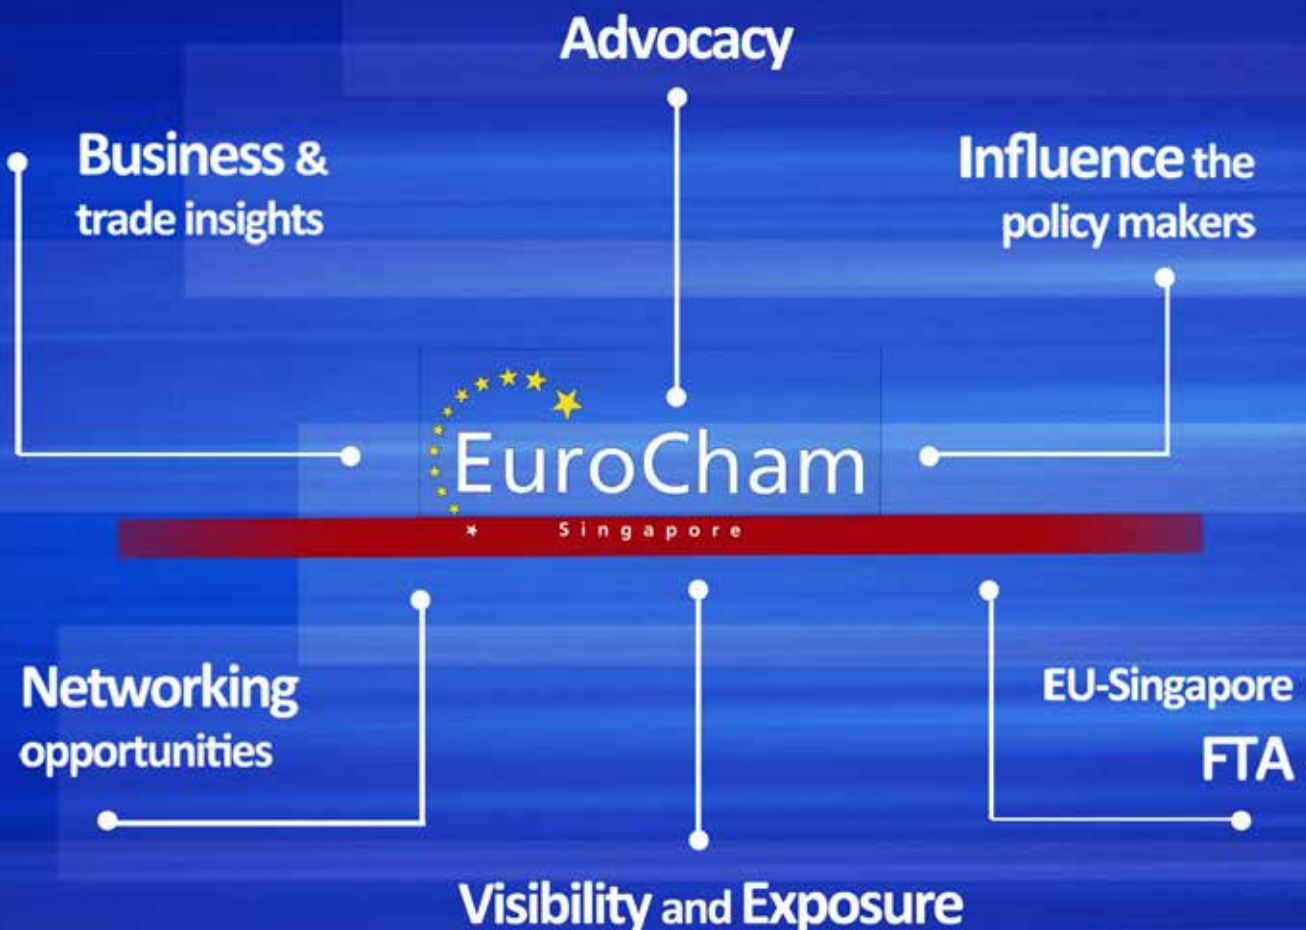 Advocacy
Business &
trade insights
Influence the
policy makers
EuroCham
Singapore
Networking
opportunities
EU-Singapore
FTA
Visibility and Exposure